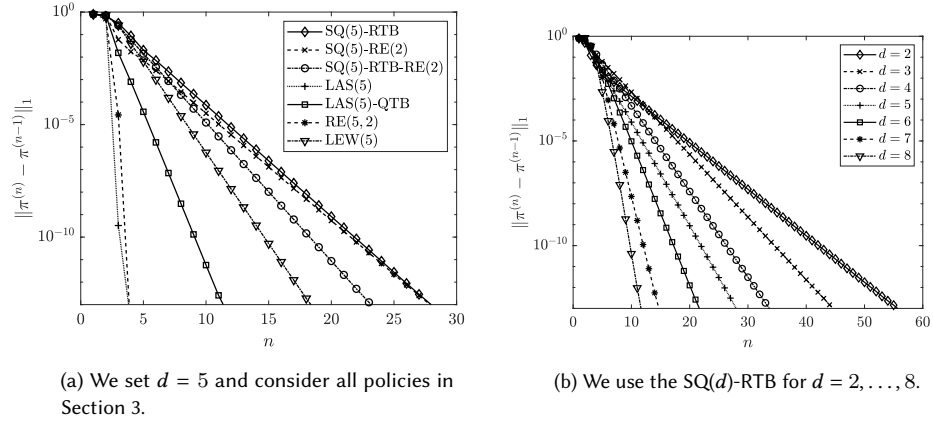 10^0
10^-5
10^-10
||π^(n) − π^(n−1)||_1
0 5 10 15 20 25 30
n
SQ(5)-RTB
SQ(5)-RE(2)
SQ(5)-RTB-RE(2)
LAS(5)
LAS(5)-QTB
RE(5, 2)
LEW(5)
(a) We set d = 5 and consider all policies in
Section 3.
10^0
10^-5
10^-10
||π^(n) − π^(n−1)||_1
0 10 20 30 40 50 60
n
d = 2
d = 3
d = 4
d = 5
d = 6
d = 7
d = 8
(b) We use the SQ(d)-RTB for d = 2, . . . , 8.